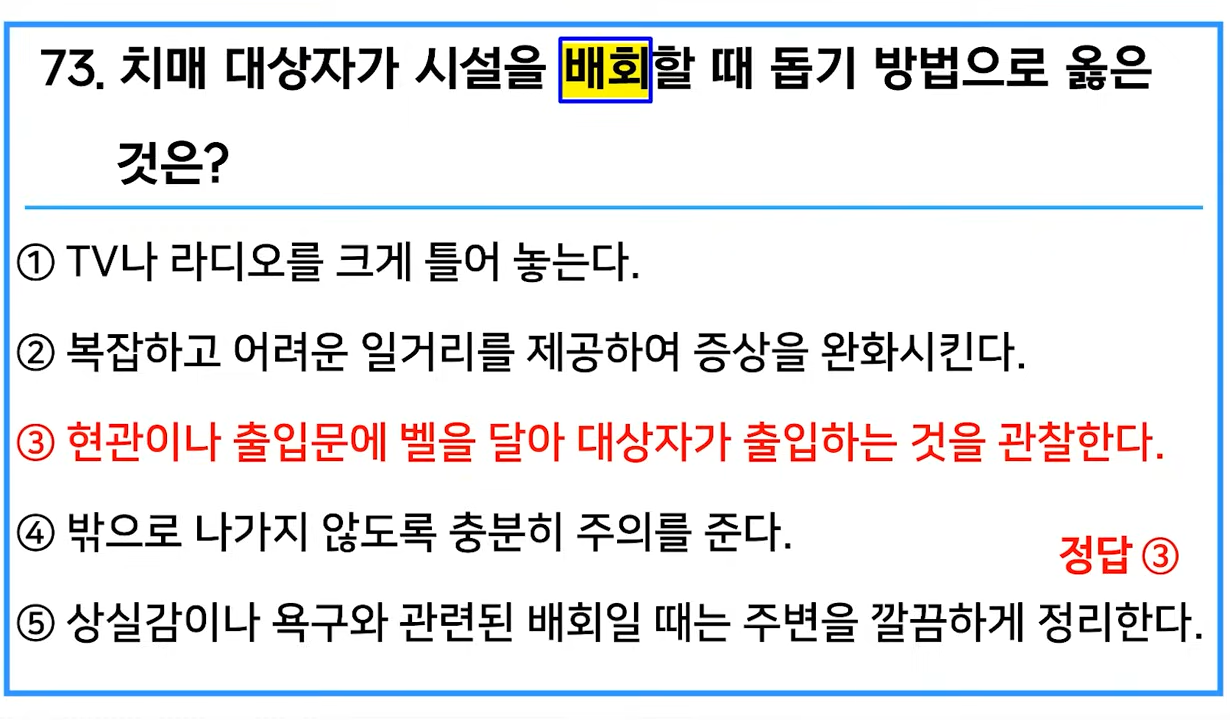 73. 치매 대상자가 시설을 배회할 때 돕기 방법으로 옳은
것은?
① TV나 라디오를 크게 틀어 놓는다.
② 복잡하고 어려운 일거리를 제공하여 증상을 완화시킨다.
③ 현관이나 출입문에 벨을 달아 대상자가 출입하는 것을 관찰한다.
④ 밖으로 나가지 않도록 충분히 주의를 준다.
정답 ③
⑤ 상실감이나 욕구와 관련된 배회일 때는 주변을 깔끔하게 정리한다.